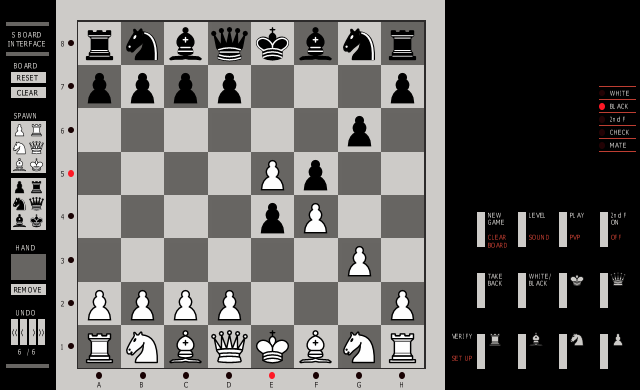 S BOARD
INTERFACE
BOARD
RESET
CLEAR
SPAWN
HAND
REMOVE
UNDO
6 / 6
8
7
6
5
4
3
2
1
A B C D E F G H
WHITE
BLACK
2nd F
CHECK
MATE
NEW GAME
CLEAR BOARD
LEVEL
SOUND
PLAY
PVP
2nd F ON
OFF
TAKE BACK
WHITE/ BLACK
VERIFY
SET UP